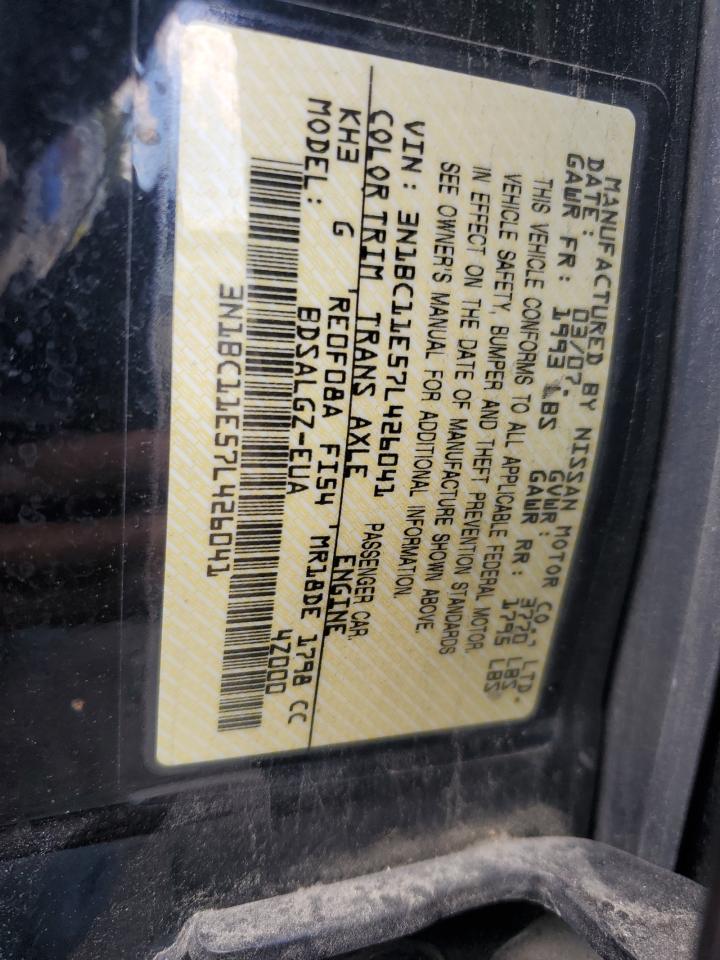 MANUFACTURED BY NISSAN MOTOR CO., LTD.
DATE: 03/07. GVWR: 3770 LBS
GAWR FR: 1993 LBS GAWR RR: 1795 LBS
THIS VEHICLE CONFORMS TO ALL APPLICABLE FEDERAL MOTOR
VEHICLE SAFETY, BUMPER AND THEFT PREVENTION STANDARDS
IN EFFECT ON THE DATE OF MANUFACTURE SHOWN ABOVE.
SEE OWNER'S MANUAL FOR ADDITIONAL INFORMATION.
VIN: 3N1BC11E57L426041 PASSENGER CAR
COLOR TRIM TRANS AXLE ENGINE
KH3 G RE0F08A FI54 MR18DE 1798 CC
MODEL: BDSALGZ-EUA 4Z000
3N1BC11E57L426041